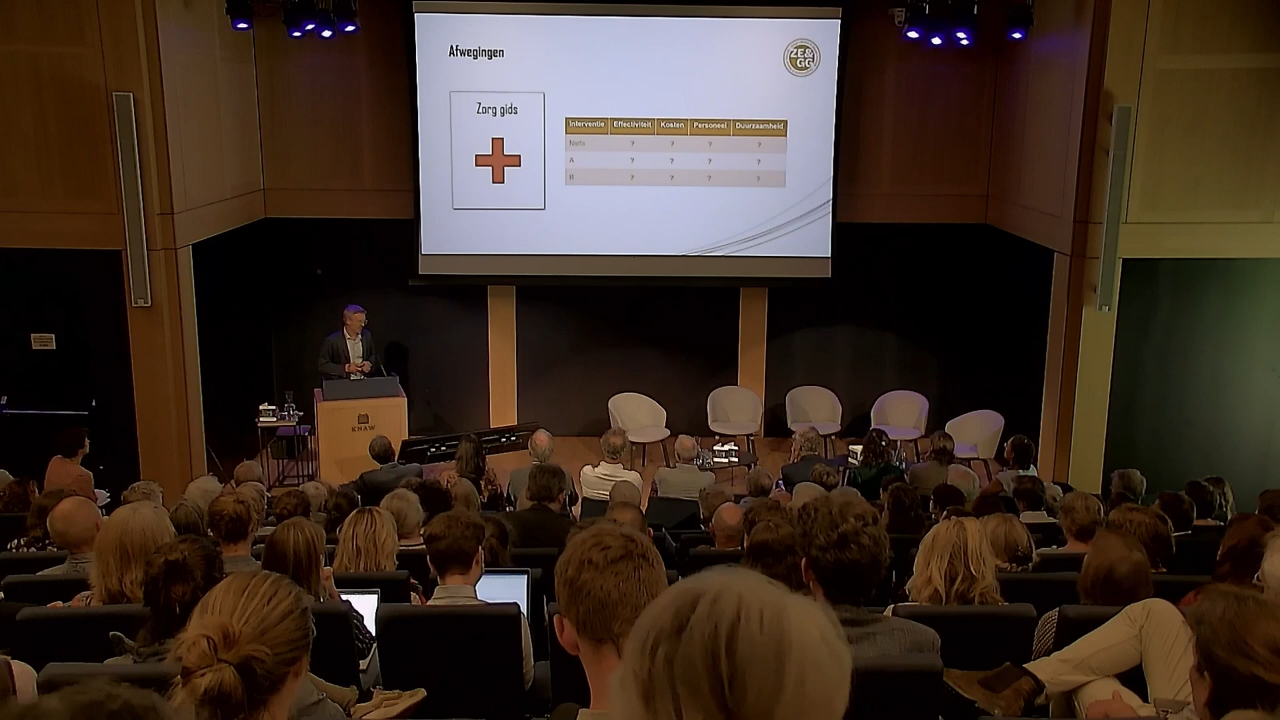 Afwegingen
ZE&
GG
Zorg gids
Interventie Effectiviteit Kosten Personeel Duurzaamheid
Niets ? ? ? ?
A ? ? ? ?
B ? ? ? ?
KNAW